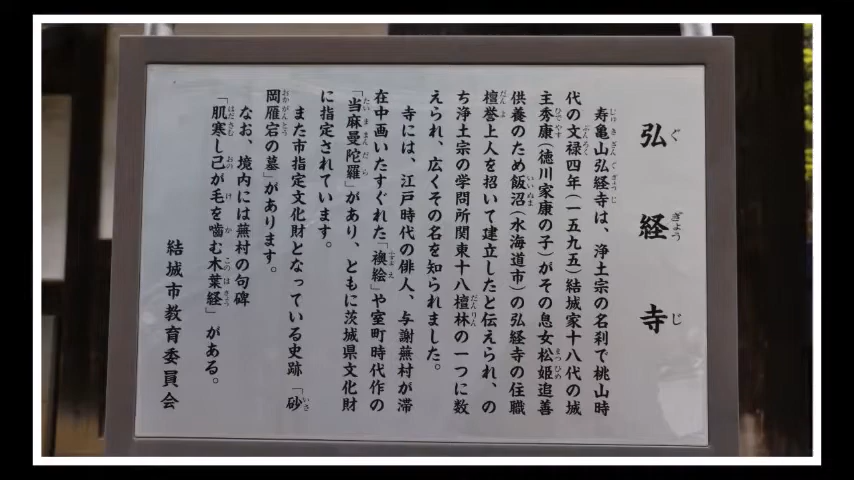 弘経寺
寿亀山弘経寺は、浄土宗の名刹で桃山時
代の文禄四年(一五九五)結城家十八代の城
主秀康(徳川家康の子)がその息女松姫追善
供養のため飯沼(水海道市)の弘経寺の住職
檀誉上人を招いて建立したと伝えられ、の
ち浄土宗の学問所関東十八檀林の一つに数
えられ、広くその名を知られました。
寺には、江戸時代の俳人、与謝蕪村が滞
在中画いたすぐれた「襖絵」や室町時代作の
「当麻曼陀羅」があり、ともに茨城県文化財
に指定されています。
また市指定文化財となっている史跡「砂
岡雁宕の墓」があります。
なお、境内には蕪村の句碑
「肌寒し己が毛を噛む木葉経」がある。
結城市教育委員会